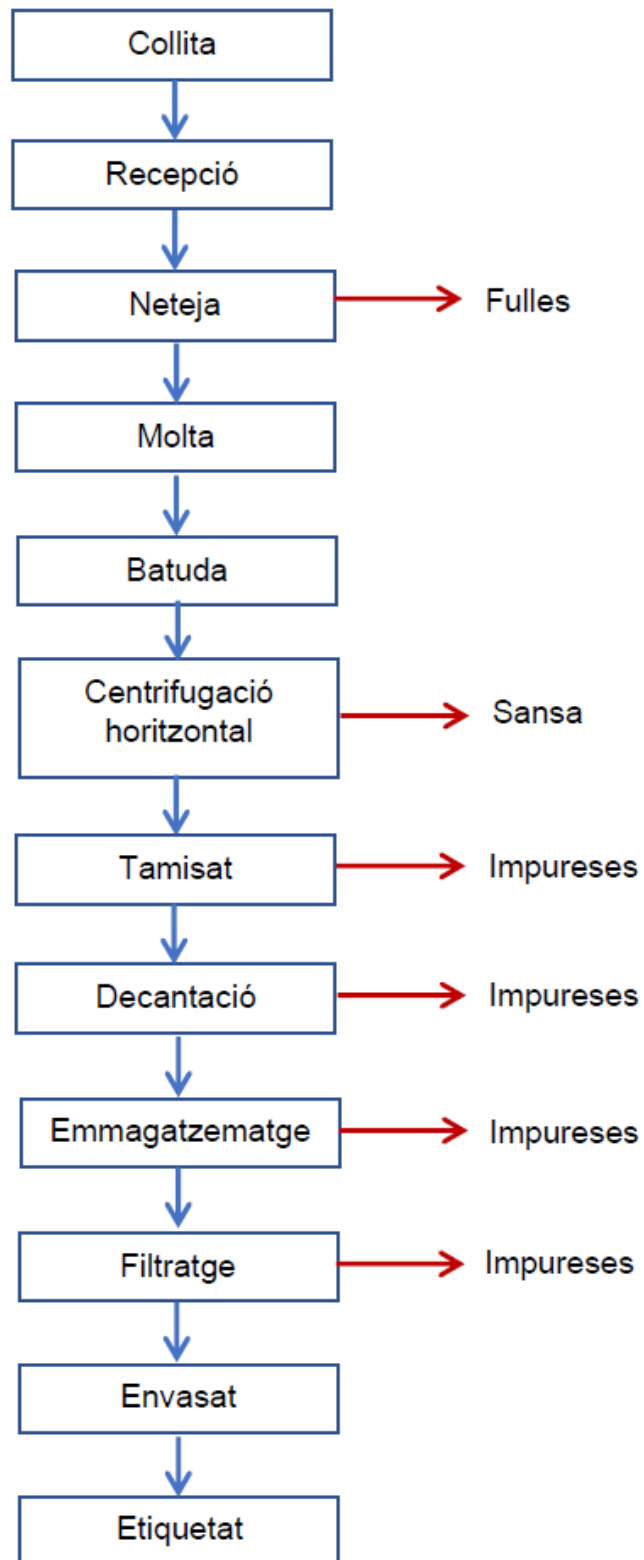 Collita
Recepció
Neteja
Fulles
Molta
Batuda
Centrifugació
horitzontal
Sansa
Tamisat
Impureses
Decantació
Impureses
Emmagatzematge
Impureses
Filtratge
Impureses
Envasat
Etiquetat